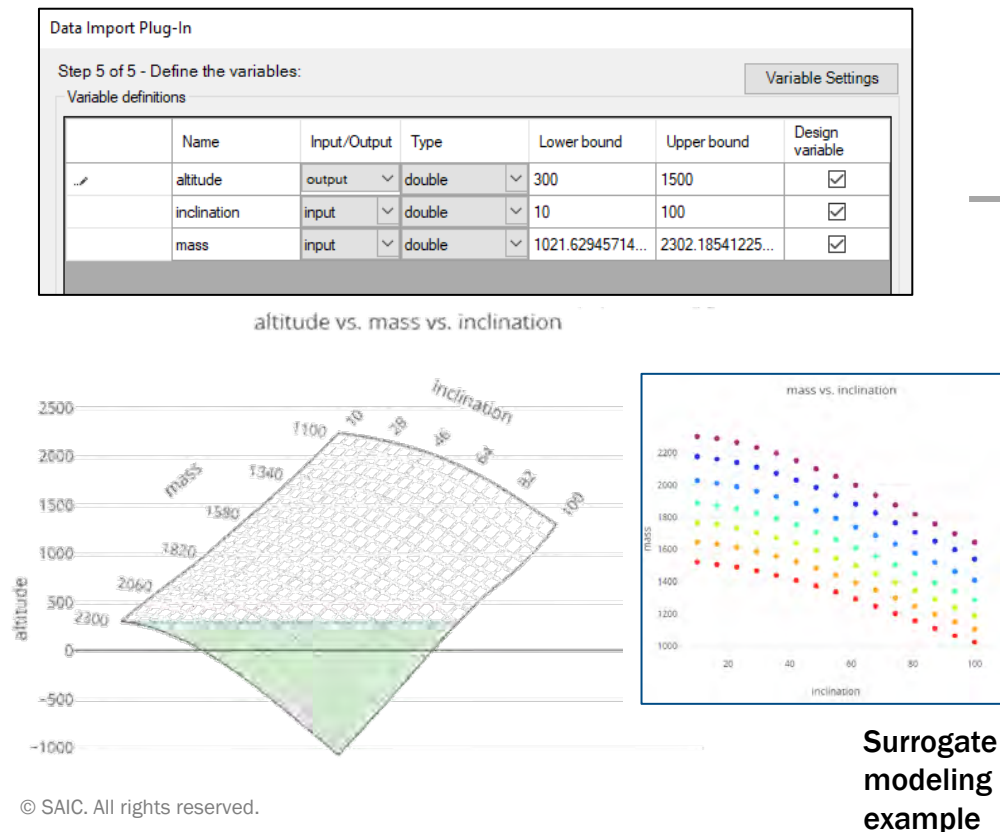 Data Import Plug-In
Step 5 of 5 - Define the variables:
Variable Settings
Variable definitions
Name Input/Output Type Lower bound Upper bound Design variable
altitude output double 300 1500
inclination input double 10 100
mass input double 1021.62945714... 2302.18541225...
altitude vs. mass vs. inclination
inclination
10 28 46 64 82 100
mass
1100
1340
1580
1820
2060
2300
altitude
2500
2000
1500
1000
500
0
−500
−1000
mass vs. inclination
mass
2200
2000
1800
1600
1400
1200
1000
20 40 60 80 100
inclination
Surrogate
modeling
example
© SAIC. All rights reserved.